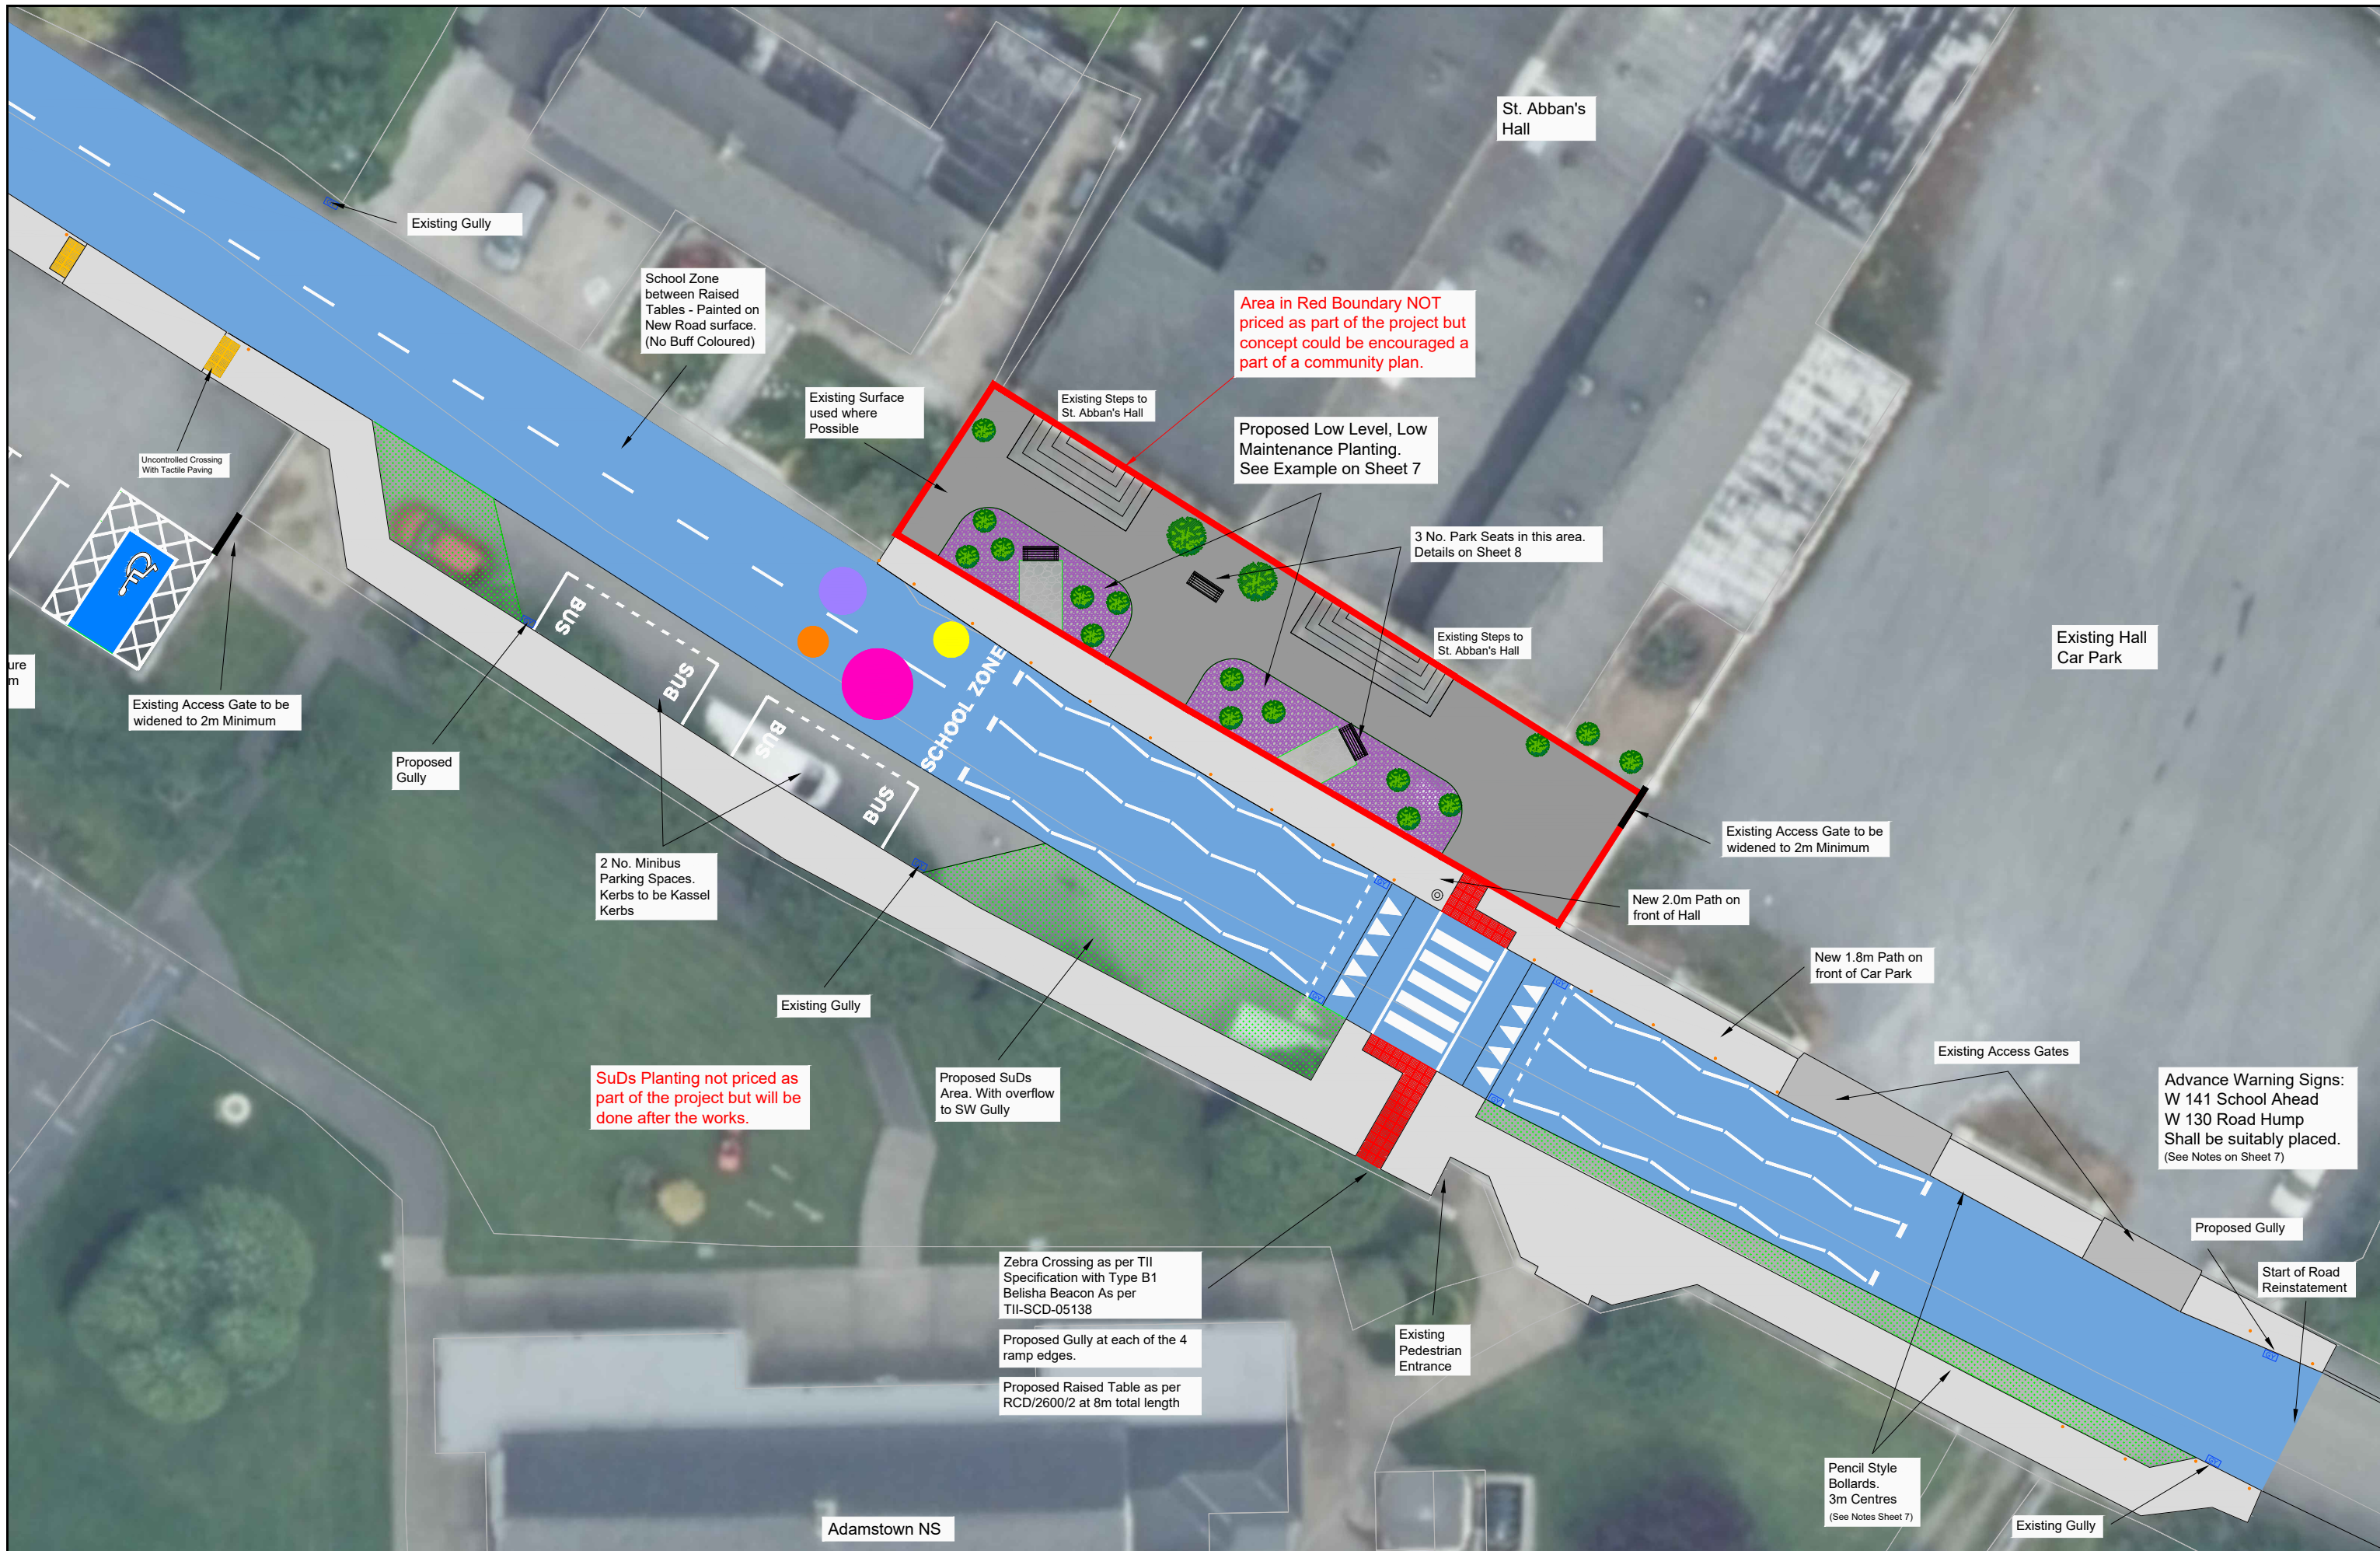 St. Abban's
Hall
Existing Gully
School Zone
between Raised
Tables - Painted on
New Road surface.
(No Buff Coloured)
Area in Red Boundary NOT
priced as part of the project but
concept could be encouraged a
part of a community plan.
Existing Surface
used where
Possible
Existing Steps to
St. Abban's Hall
Proposed Low Level, Low
Maintenance Planting.
See Example on Sheet 7
Uncontrolled Crossing
With Tactile Paving
3 No. Park Seats in this area.
Details on Sheet 8
Existing Steps to
St. Abban's Hall
Existing Hall
Car Park
ure
m
Existing Access Gate to be
widened to 2m Minimum
BUS
BUS
BUS
BUS
SCHOOL ZONE
Proposed
Gully
Existing Access Gate to be
widened to 2m Minimum
2 No. Minibus
Parking Spaces.
Kerbs to be Kassel
Kerbs
New 2.0m Path on
front of Hall
New 1.8m Path on
front of Car Park
Existing Gully
Existing Access Gates
SuDs Planting not priced as
part of the project but will be
done after the works.
Proposed SuDs
Area. With overflow
to SW Gully
Advance Warning Signs:
W 141 School Ahead
W 130 Road Hump
Shall be suitably placed.
(See Notes on Sheet 7)
Proposed Gully
Start of Road
Reinstatement
Zebra Crossing as per TII
Specification with Type B1
Belisha Beacon As per
TII-SCD-05138
Proposed Gully at each of the 4
ramp edges.
Proposed Raised Table as per
RCD/2600/2 at 8m total length
Existing
Pedestrian
Entrance
Pencil Style
Bollards.
3m Centres
(See Notes Sheet 7)
Existing Gully
Adamstown NS